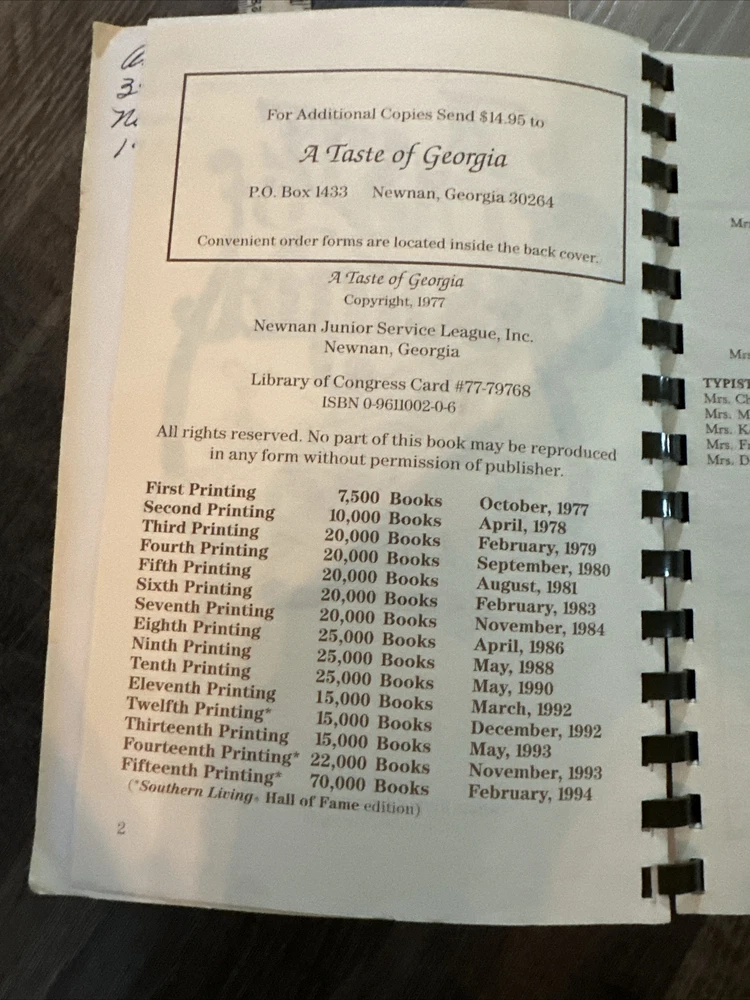 For Additional Copies Send $14.95 to
A Taste of Georgia
P.O. Box 1433 Newnan, Georgia 30264
Convenient order forms are located inside the back cover.
A Taste of Georgia
Copyright, 1977
Newnan Junior Service League, Inc.
Newnan, Georgia
Library of Congress Card #77-79768
ISBN 0-9611002-0-6
All rights reserved. No part of this book may be reproduced
in any form without permission of publisher.
First Printing 7,500 Books October, 1977
Second Printing 10,000 Books April, 1978
Third Printing 20,000 Books February, 1979
Fourth Printing 20,000 Books September, 1980
Fifth Printing 20,000 Books August, 1981
Sixth Printing 20,000 Books February, 1983
Seventh Printing 20,000 Books November, 1984
Eighth Printing 25,000 Books April, 1986
Ninth Printing 25,000 Books May, 1988
Tenth Printing 25,000 Books May, 1990
Eleventh Printing 15,000 Books March, 1992
Twelfth Printing* 15,000 Books December, 1992
Thirteenth Printing 15,000 Books May, 1993
Fourteenth Printing* 22,000 Books November, 1993
Fifteenth Printing* 70,000 Books February, 1994
(*Southern Living® Hall of Fame edition)
2
TYPIST
Mrs. Ch
Mrs. M
Mrs. K
Mrs. F
Mrs. D